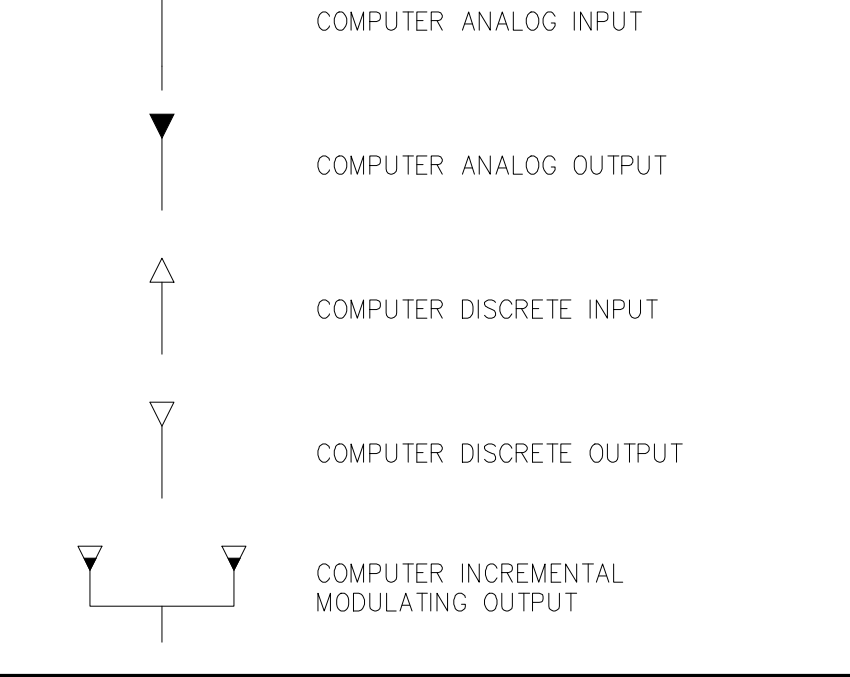 COMPUTER ANALOG INPUT
COMPUTER ANALOG OUTPUT
COMPUTER DISCRETE INPUT
COMPUTER DISCRETE OUTPUT
COMPUTER INCREMENTAL
MODULATING OUTPUT